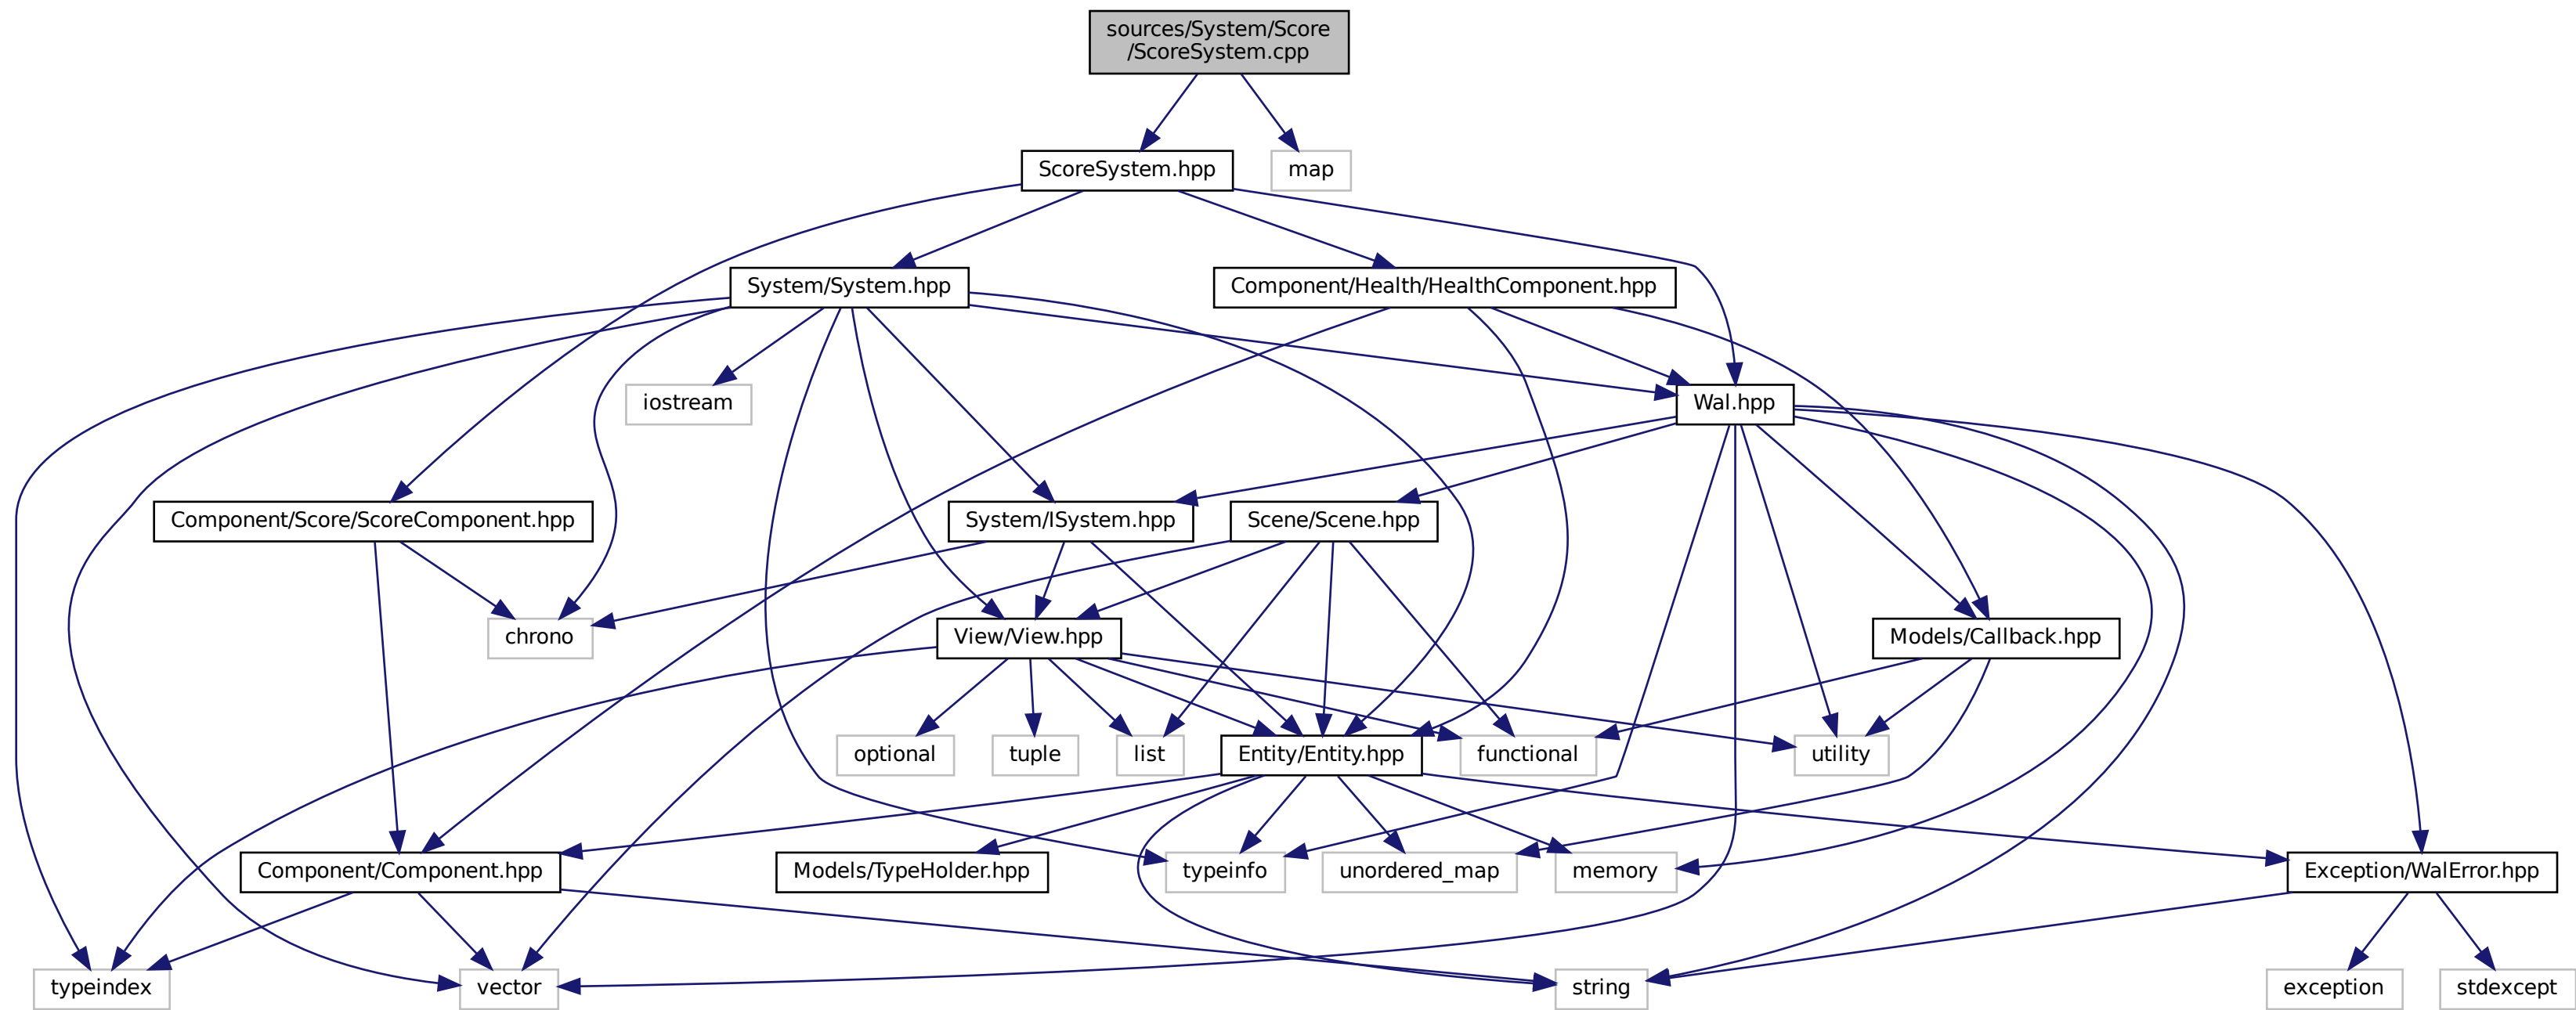 sources/System/Score
/ScoreSystem.cpp
ScoreSystem.hpp
map
System/System.hpp
Component/Health/HealthComponent.hpp
iostream
Wal.hpp
Component/Score/ScoreComponent.hpp
System/ISystem.hpp
Scene/Scene.hpp
chrono
View/View.hpp
Models/Callback.hpp
optional
tuple
list
Entity/Entity.hpp
functional
utility
Component/Component.hpp
Models/TypeHolder.hpp
typeinfo
unordered_map
memory
Exception/WalError.hpp
typeindex
vector
string
exception
stdexcept